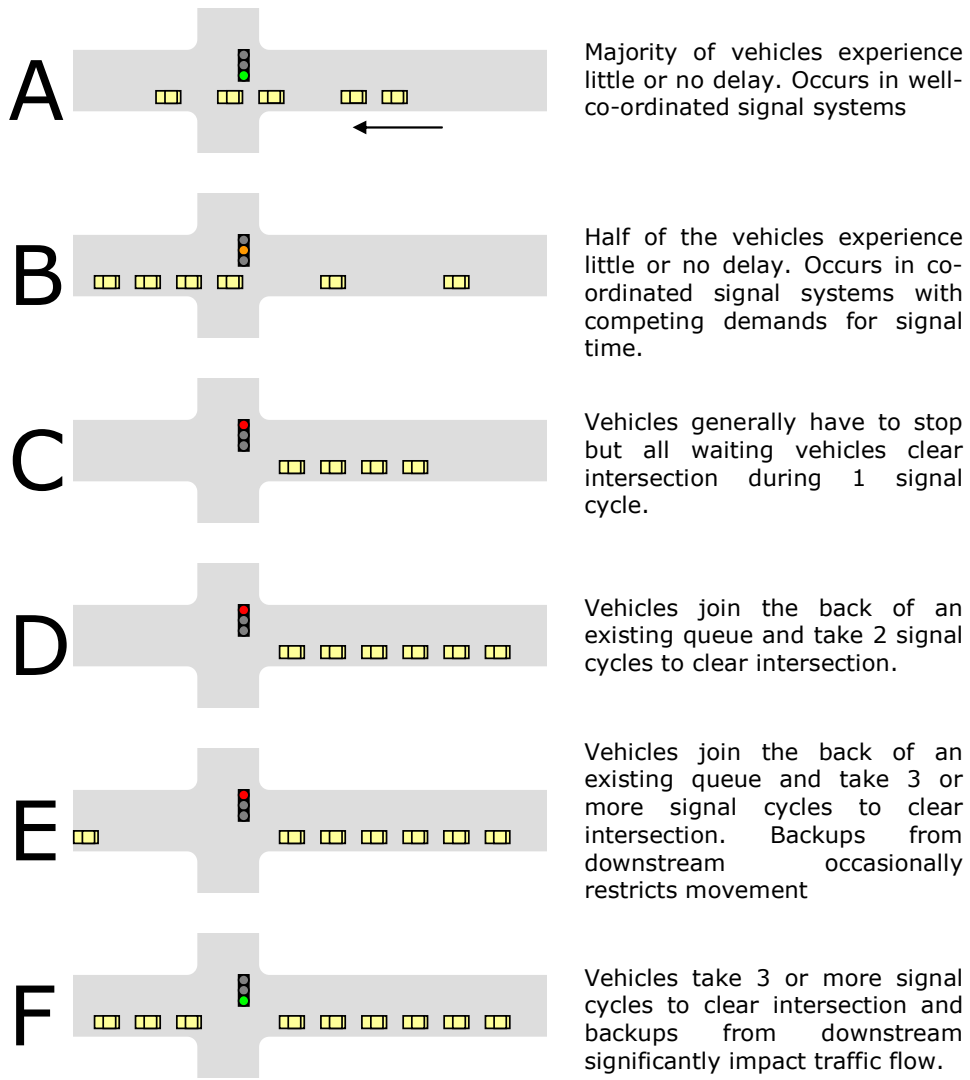 A
Majority of vehicles experience
little or no delay. Occurs in well-
co-ordinated signal systems
B
Half of the vehicles experience
little or no delay. Occurs in co-
ordinated signal systems with
competing demands for signal
time.
C
Vehicles generally have to stop
but all waiting vehicles clear
intersection during 1 signal
cycle.
D
Vehicles join the back of an
existing queue and take 2 signal
cycles to clear intersection.
E
Vehicles join the back of an
existing queue and take 3 or
more signal cycles to clear
intersection. Backups from
downstream occasionally
restricts movement
F
Vehicles take 3 or more signal
cycles to clear intersection and
backups from downstream
significantly impact traffic flow.